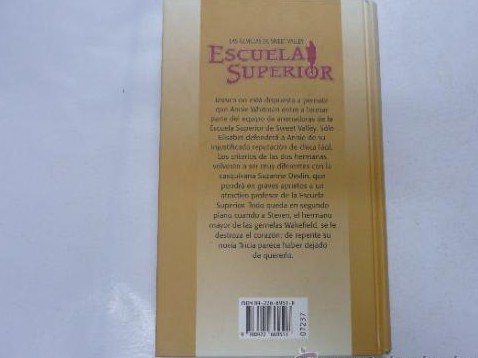 LAS GEMELAS DE SWEET VALLEY
ESCUELA
SUPERIOR
Jessica no está dispuesta a permitir
que Annie Whitman entre a formar
parte del equipo de animadoras de la
Escuela Superior de Sweet Valley. Sólo
Elisabet defenderá a Annie de su
injustificada reputación de chica fácil.
Los criterios de las dos hermanas
volverán a ser muy diferentes con la
casquivana Suzanne Devlin, que
pondrá en graves aprietos a un
atractivo profesor de la Escuela
Superior. Todo queda en segundo
plano cuando a Steven, el hermano
mayor de las gemelas Wakefield, se le
destroza el corazón: de repente su
novia Tricia parece haber dejado
de quererlo.
07237